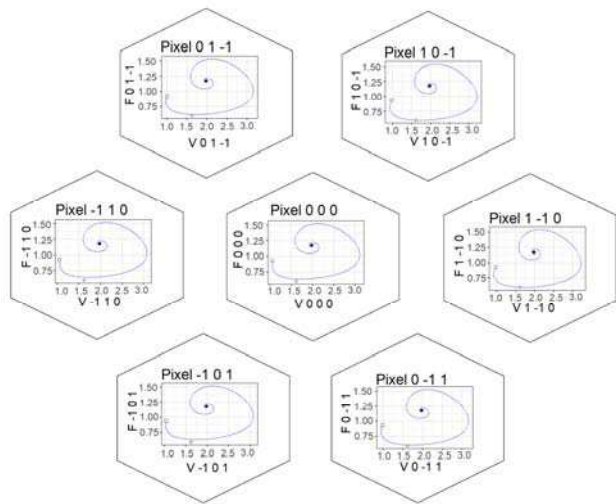 Pixel 0 1 -1
F 0 1 -1
1.50
1.25
1.00
0.75
1.0 1.5 2.0 2.5 3.0
V 0 1 -1
Pixel 1 0 -1
F 1 0 -1
1.50
1.25
1.00
0.75
1.0 1.5 2.0 2.5 3.0
V 1 0 -1
Pixel -1 1 0
F -1 1 0
1.50
1.25
1.00
0.75
1.0 1.5 2.0 2.5 3.0
V -1 1 0
Pixel 0 0 0
F 0 0 0
1.50
1.25
1.00
0.75
1.0 1.5 2.0 2.5 3.0
V 0 0 0
Pixel 1 -1 0
F 1 -1 0
1.50
1.25
1.00
0.75
1.0 1.5 2.0 2.5 3.0
V 1 -1 0
Pixel -1 0 1
F -1 0 1
1.50
1.25
1.00
0.75
1.0 1.5 2.0 2.5 3.0
V -1 0 1
Pixel 0 -1 1
F 0 -1 1
1.50
1.25
1.00
0.75
1.0 1.5 2.0 2.5 3.0
V 0 -1 1